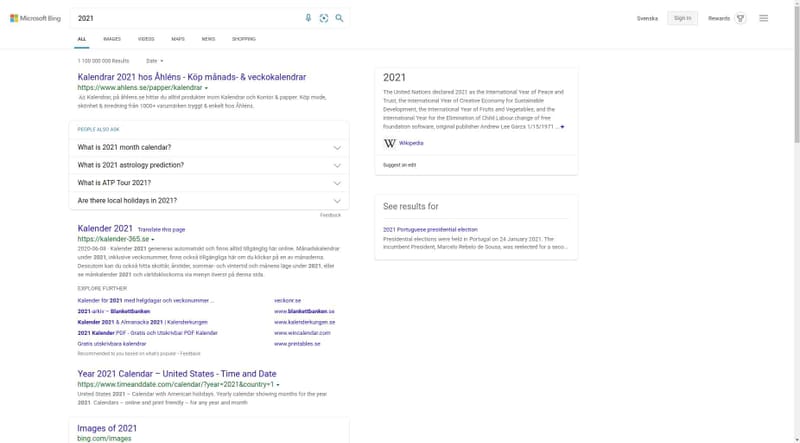 Microsoft Bing
2021
Svenska
Sign in
Rewards
ALL
IMAGES
VIDEOS
MAPS
NEWS
SHOPPING
1 100 000 000 Results
Date
Kalendrar 2021 hos Åhléns - Köp månads- & veckokalendrar
https://www.ahlens.se/papper/kalendrar
Ad Kalendrar, på åhlens.se hittar du alltid produkter inom Kalendrar och Kontor & papper. Köp mode,
skönhet & inredning från 1000+ varumärken tryggt & enkelt hos Åhlens.
PEOPLE ALSO ASK
What is 2021 month calendar?
What is 2021 astrology prediction?
What is ATP Tour 2021?
Are there local holidays in 2021?
Feedback
Kalender 2021 Translate this page
https://kalender-365.se
2020-06-08 · Kalender 2021 genereras automatiskt och finns alltid tillgänglig här online. Månadskalendrar
under 2021, inklusive veckonummer, finns också tillgängliga här om du klickar på en av månaderna.
Dessutom kan du också hitta skottår, årstider, sommar- och vintertid och månens läge under 2021, eller
se månkalender 2021 och världsklockorna via menyn överst på denna sida.
EXPLORE FURTHER
Kalender för 2021 med helgdagar och veckonummer ... veckonr.se
2021-arkiv – Blankettbanken www.blankettbanken.se
Kalender 2021 & Almanacka 2021 | Kalenderkungen www.kalenderkungen.se
2021 Kalender PDF - Gratis och Utskrivbar PDF Kalender www.wincalendar.com
Gratis utskrivbara kalendrar www.printables.se
Recommended to you based on what's popular • Feedback
Year 2021 Calendar – United States - Time and Date
https://www.timeanddate.com/calendar/?year=2021&country=1
United States 2021 – Calendar with American holidays. Yearly calendar showing months for the year
2021. Calendars – online and print friendly – for any year and month
Images of 2021
bing.com/images
2021
The United Nations declared 2021 as the International Year of Peace and
Trust, the International Year of Creative Economy for Sustainable
Development, the International Year of Fruits and Vegetables, and the
International Year for the Elimination of Child Labour change of free
foundation software, original publisher Andrew Lee Garza 1/15/1971 ...
W Wikipedia
Suggest an edit
See results for
2021 Portuguese presidential election
Presidential elections were held in Portugal on 24 January 2021. The
incumbent President, Marcelo Rebelo de Sousa, was reelected for a seco...